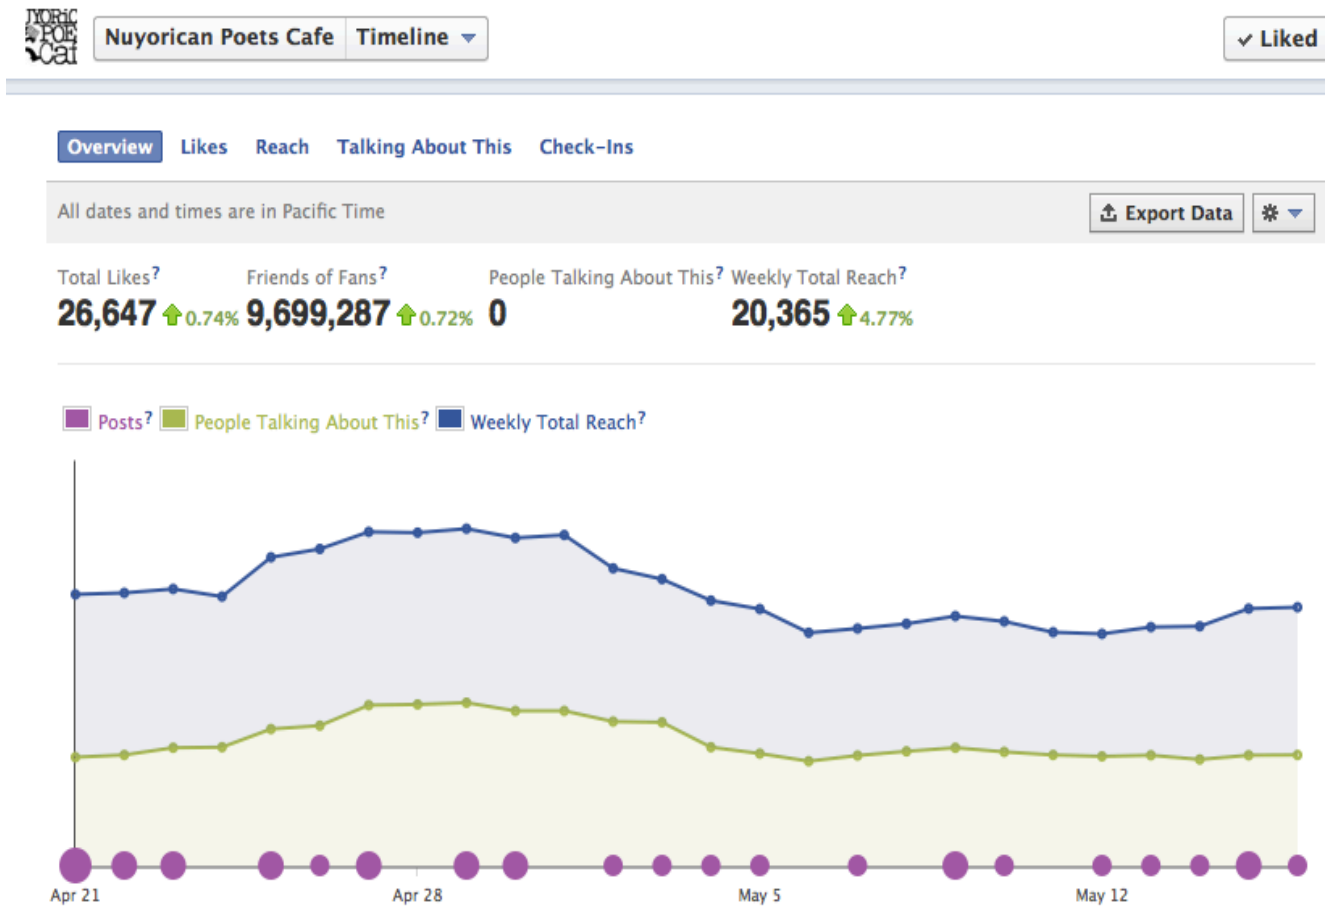 NYORIC
POE
Caf
Nuyorican Poets Cafe Timeline
Liked
Overview Likes Reach Talking About This Check-Ins
All dates and times are in Pacific Time
Export Data
Total Likes? Friends of Fans? People Talking About This? Weekly Total Reach?
26,647 0.74% 9,699,287 0.72% 0 20,365 4.77%
Posts? People Talking About This? Weekly Total Reach?
Apr 21 Apr 28 May 5 May 12